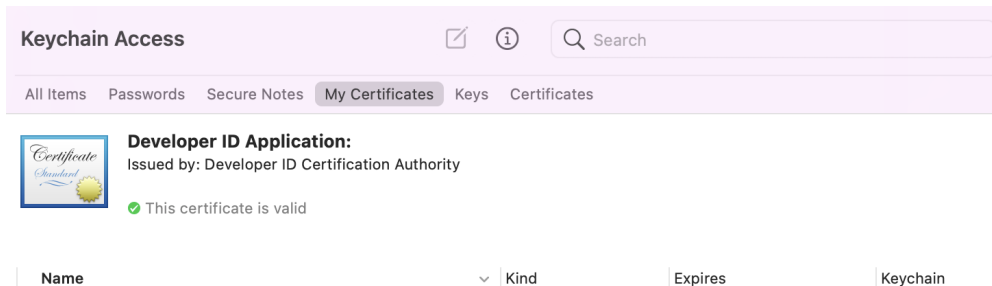 Keychain Access
Search
All Items Passwords Secure Notes My Certificates Keys Certificates
Certificate
Standard
Developer ID Application:
Issued by: Developer ID Certification Authority
This certificate is valid
Name Kind Expires Keychain